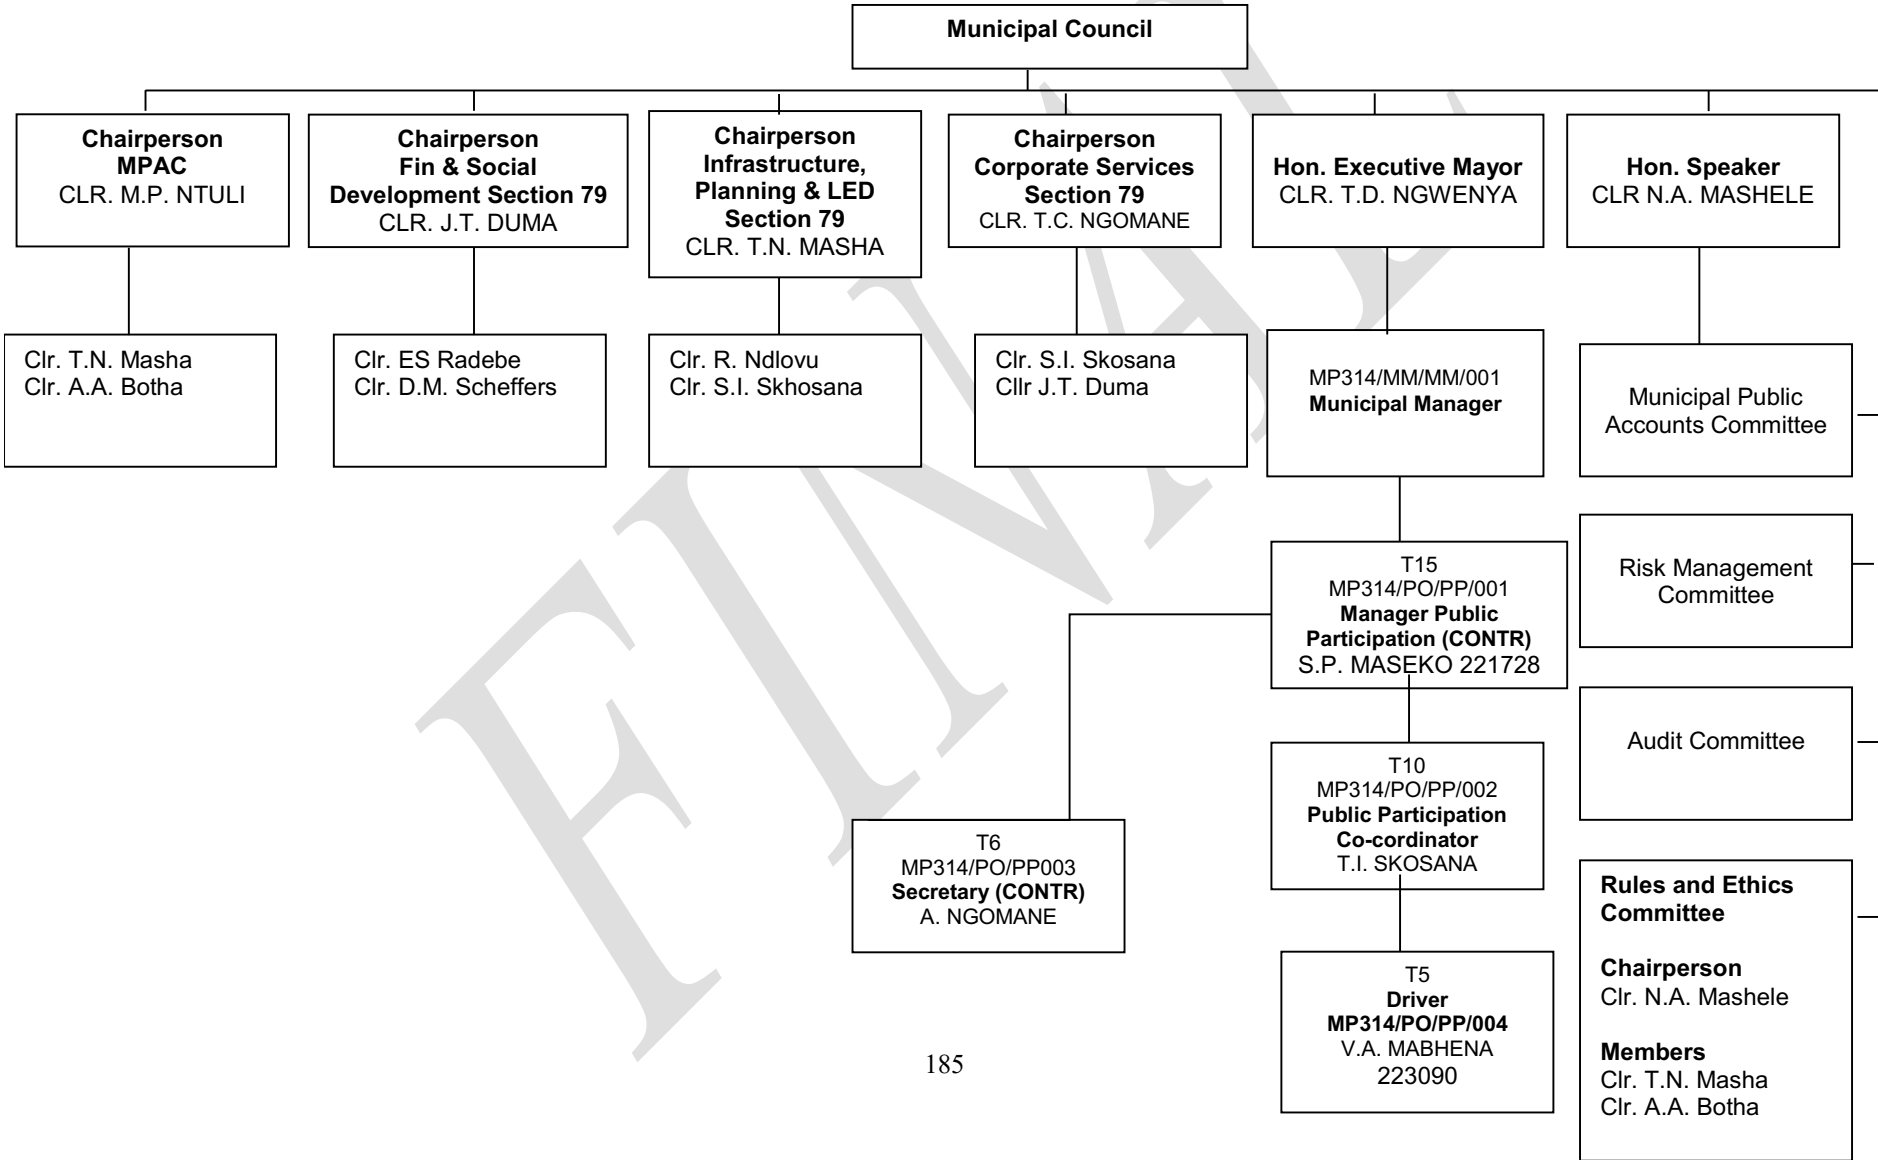 Municipal Council
Chairperson
MPAC
CLR. M.P. NTULI
Chairperson
Fin & Social
Development Section 79
CLR. J.T. DUMA
Chairperson
Infrastructure,
Planning & LED
Section 79
CLR. T.N. MASHA
Chairperson
Corporate Services
Section 79
CLR. T.C. NGOMANE
Hon. Executive Mayor
CLR. T.D. NGWENYA
Hon. Speaker
CLR N.A. MASHELE
Clr. T.N. Masha
Clr. A.A. Botha
Clr. ES Radebe
Clr. D.M. Scheffers
Clr. R. Ndlovu
Clr. S.I. Skhosana
Clr. S.I. Skosana
Cllr J.T. Duma
MP314/MM/MM/001
Municipal Manager
Municipal Public
Accounts Committee
T15
MP314/PO/PP/001
Manager Public
Participation (CONTR)
S.P. MASEKO 221728
Risk Management
Committee
T10
MP314/PO/PP/002
Public Participation
Co-cordinator
T.I. SKOSANA
Audit Committee
T6
MP314/PO/PP003
Secretary (CONTR)
A. NGOMANE
T5
Driver
MP314/PO/PP/004
V.A. MABHENA
223090
Rules and Ethics
Committee
Chairperson
Clr. N.A. Mashele
Members
Clr. T.N. Masha
Clr. A.A. Botha
185
FINAL